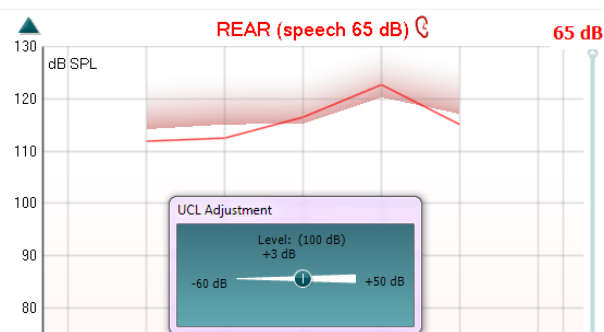 REAR (speech 65 dB)
65 dB
130
dB SPL
120
110
100
90
80
UCL Adjustment
Level: (100 dB)
+3 dB
-60 dB
+50 dB